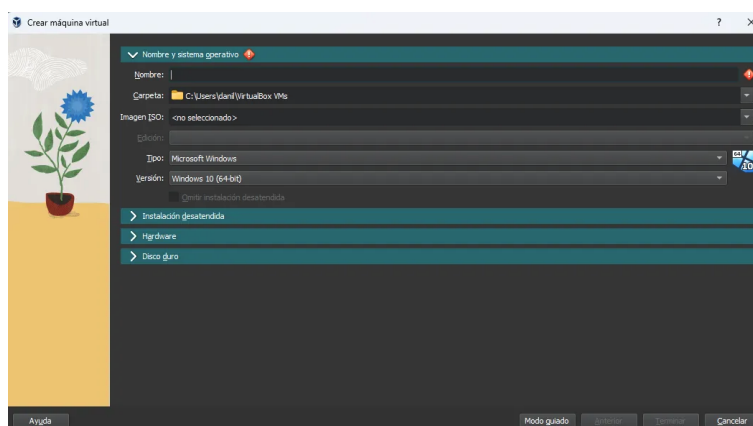 Crear máquina virtual ? X
Nombre y sistema operativo
Nombre:
Carpeta: C:\Users\danil\VirtualBox VMs
Imagen ISO: <no seleccionado>
Edición:
Tipo: Microsoft Windows 64
Versión: Windows 10 (64-bit) 10
Omitir instalación desatendida
Instalación desatendida
Hardware
Disco duro
Ayuda Modo guiado Anterior Terminar Cancelar